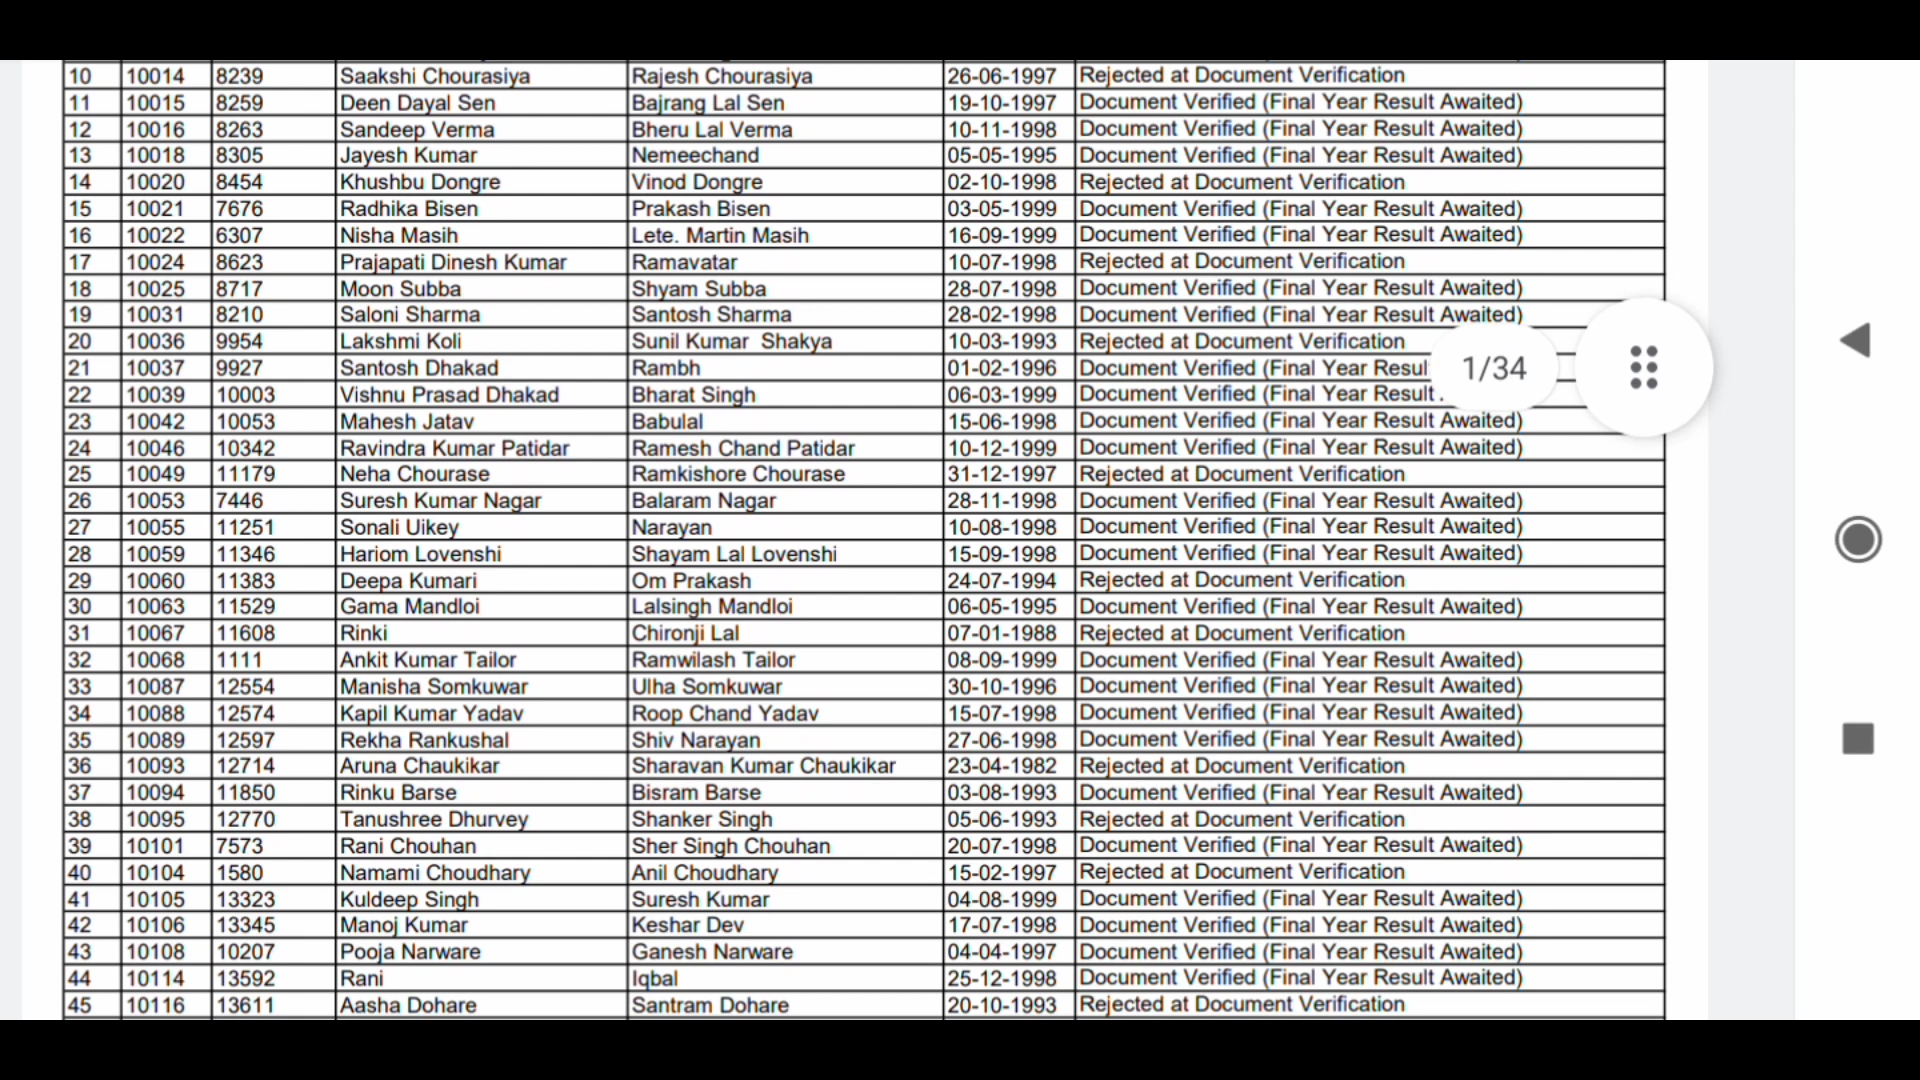 10 10014 8239 Saakshi Chourasiya Rajesh Chourasiya 26-06-1997 Rejected at Document Verification
11 10015 8259 Deen Dayal Sen Bajrang Lal Sen 19-10-1997 Document Verified (Final Year Result Awaited)
12 10016 8263 Sandeep Verma Bheru Lal Verma 10-11-1998 Document Verified (Final Year Result Awaited)
13 10018 8305 Jayesh Kumar Nemeechand 05-05-1995 Document Verified (Final Year Result Awaited)
14 10020 8454 Khushbu Dongre Vinod Dongre 02-10-1998 Rejected at Document Verification
15 10021 7676 Radhika Bisen Prakash Bisen 03-05-1999 Document Verified (Final Year Result Awaited)
16 10022 6307 Nisha Masih Lete. Martin Masih 16-09-1999 Document Verified (Final Year Result Awaited)
17 10024 8623 Prajapati Dinesh Kumar Ramavatar 10-07-1998 Rejected at Document Verification
18 10025 8717 Moon Subba Shyam Subba 28-07-1998 Document Verified (Final Year Result Awaited)
19 10031 8210 Saloni Sharma Santosh Sharma 28-02-1998 Document Verified (Final Year Result Awaited)
20 10036 9954 Lakshmi Koli Sunil Kumar Shakya 10-03-1993 Rejected at Document Verification
21 10037 9927 Santosh Dhakad Rambh 01-02-1996 Document Verified (Final Year Resul
1/34
22 10039 10003 Vishnu Prasad Dhakad Bharat Singh 06-03-1999 Document Verified (Final Year Result
23 10042 10053 Mahesh Jatav Babulal 15-06-1998 Document Verified (Final Year Result Awaited)
24 10046 10342 Ravindra Kumar Patidar Ramesh Chand Patidar 10-12-1999 Document Verified (Final Year Result Awaited)
25 10049 11179 Neha Chourase Ramkishore Chourase 31-12-1997 Rejected at Document Verification
26 10053 7446 Suresh Kumar Nagar Balaram Nagar 28-11-1998 Document Verified (Final Year Result Awaited)
27 10055 11251 Sonali Uikey Narayan 10-08-1998 Document Verified (Final Year Result Awaited)
28 10059 11346 Hariom Lovenshi Shayam Lal Lovenshi 15-09-1998 Document Verified (Final Year Result Awaited)
29 10060 11383 Deepa Kumari Om Prakash 24-07-1994 Rejected at Document Verification
30 10063 11529 Gama Mandloi Lalsingh Mandloi 06-05-1995 Document Verified (Final Year Result Awaited)
31 10067 11608 Rinki Chironji Lal 07-01-1988 Rejected at Document Verification
32 10068 1111 Ankit Kumar Tailor Ramwilash Tailor 08-09-1999 Document Verified (Final Year Result Awaited)
33 10087 12554 Manisha Somkuwar Ulha Somkuwar 30-10-1996 Document Verified (Final Year Result Awaited)
34 10088 12574 Kapil Kumar Yadav Roop Chand Yadav 15-07-1998 Document Verified (Final Year Result Awaited)
35 10089 12597 Rekha Rankushal Shiv Narayan 27-06-1998 Document Verified (Final Year Result Awaited)
36 10093 12714 Aruna Chaukikar Sharavan Kumar Chaukikar 23-04-1982 Rejected at Document Verification
37 10094 11850 Rinku Barse Bisram Barse 03-08-1993 Document Verified (Final Year Result Awaited)
38 10095 12770 Tanushree Dhurvey Shanker Singh 05-06-1993 Rejected at Document Verification
39 10101 7573 Rani Chouhan Sher Singh Chouhan 20-07-1998 Document Verified (Final Year Result Awaited)
40 10104 1580 Namami Choudhary Anil Choudhary 15-02-1997 Rejected at Document Verification
41 10105 13323 Kuldeep Singh Suresh Kumar 04-08-1999 Document Verified (Final Year Result Awaited)
42 10106 13345 Manoj Kumar Keshar Dev 17-07-1998 Document Verified (Final Year Result Awaited)
43 10108 10207 Pooja Narware Ganesh Narware 04-04-1997 Document Verified (Final Year Result Awaited)
44 10114 13592 Rani Iqbal 25-12-1998 Document Verified (Final Year Result Awaited)
45 10116 13611 Aasha Dohare Santram Dohare 20-10-1993 Rejected at Document Verification